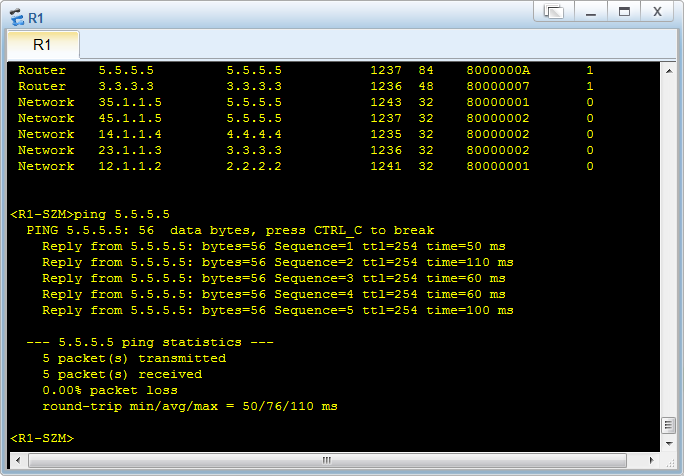 R1
R1
Router    5.5.5.5         5.5.5.5           1237  84    8000000A       1
Router    3.3.3.3         3.3.3.3           1236  48    80000007       1
Network   35.1.1.5        5.5.5.5           1243  32    80000001       0
Network   45.1.1.5        5.5.5.5           1237  32    80000002       0
Network   14.1.1.4        4.4.4.4           1235  32    80000002       0
Network   23.1.1.3        3.3.3.3           1236  32    80000002       0
Network   12.1.1.2        2.2.2.2           1241  32    80000001       0
<R1-SZM>ping 5.5.5.5
PING 5.5.5.5: 56  data bytes, press CTRL_C to break
Reply from 5.5.5.5: bytes=56 Sequence=1 ttl=254 time=50 ms
Reply from 5.5.5.5: bytes=56 Sequence=2 ttl=254 time=110 ms
Reply from 5.5.5.5: bytes=56 Sequence=3 ttl=254 time=60 ms
Reply from 5.5.5.5: bytes=56 Sequence=4 ttl=254 time=60 ms
Reply from 5.5.5.5: bytes=56 Sequence=5 ttl=254 time=100 ms
--- 5.5.5.5 ping statistics ---
5 packet(s) transmitted
5 packet(s) received
0.00% packet loss
round-trip min/avg/max = 50/76/110 ms
<R1-SZM>